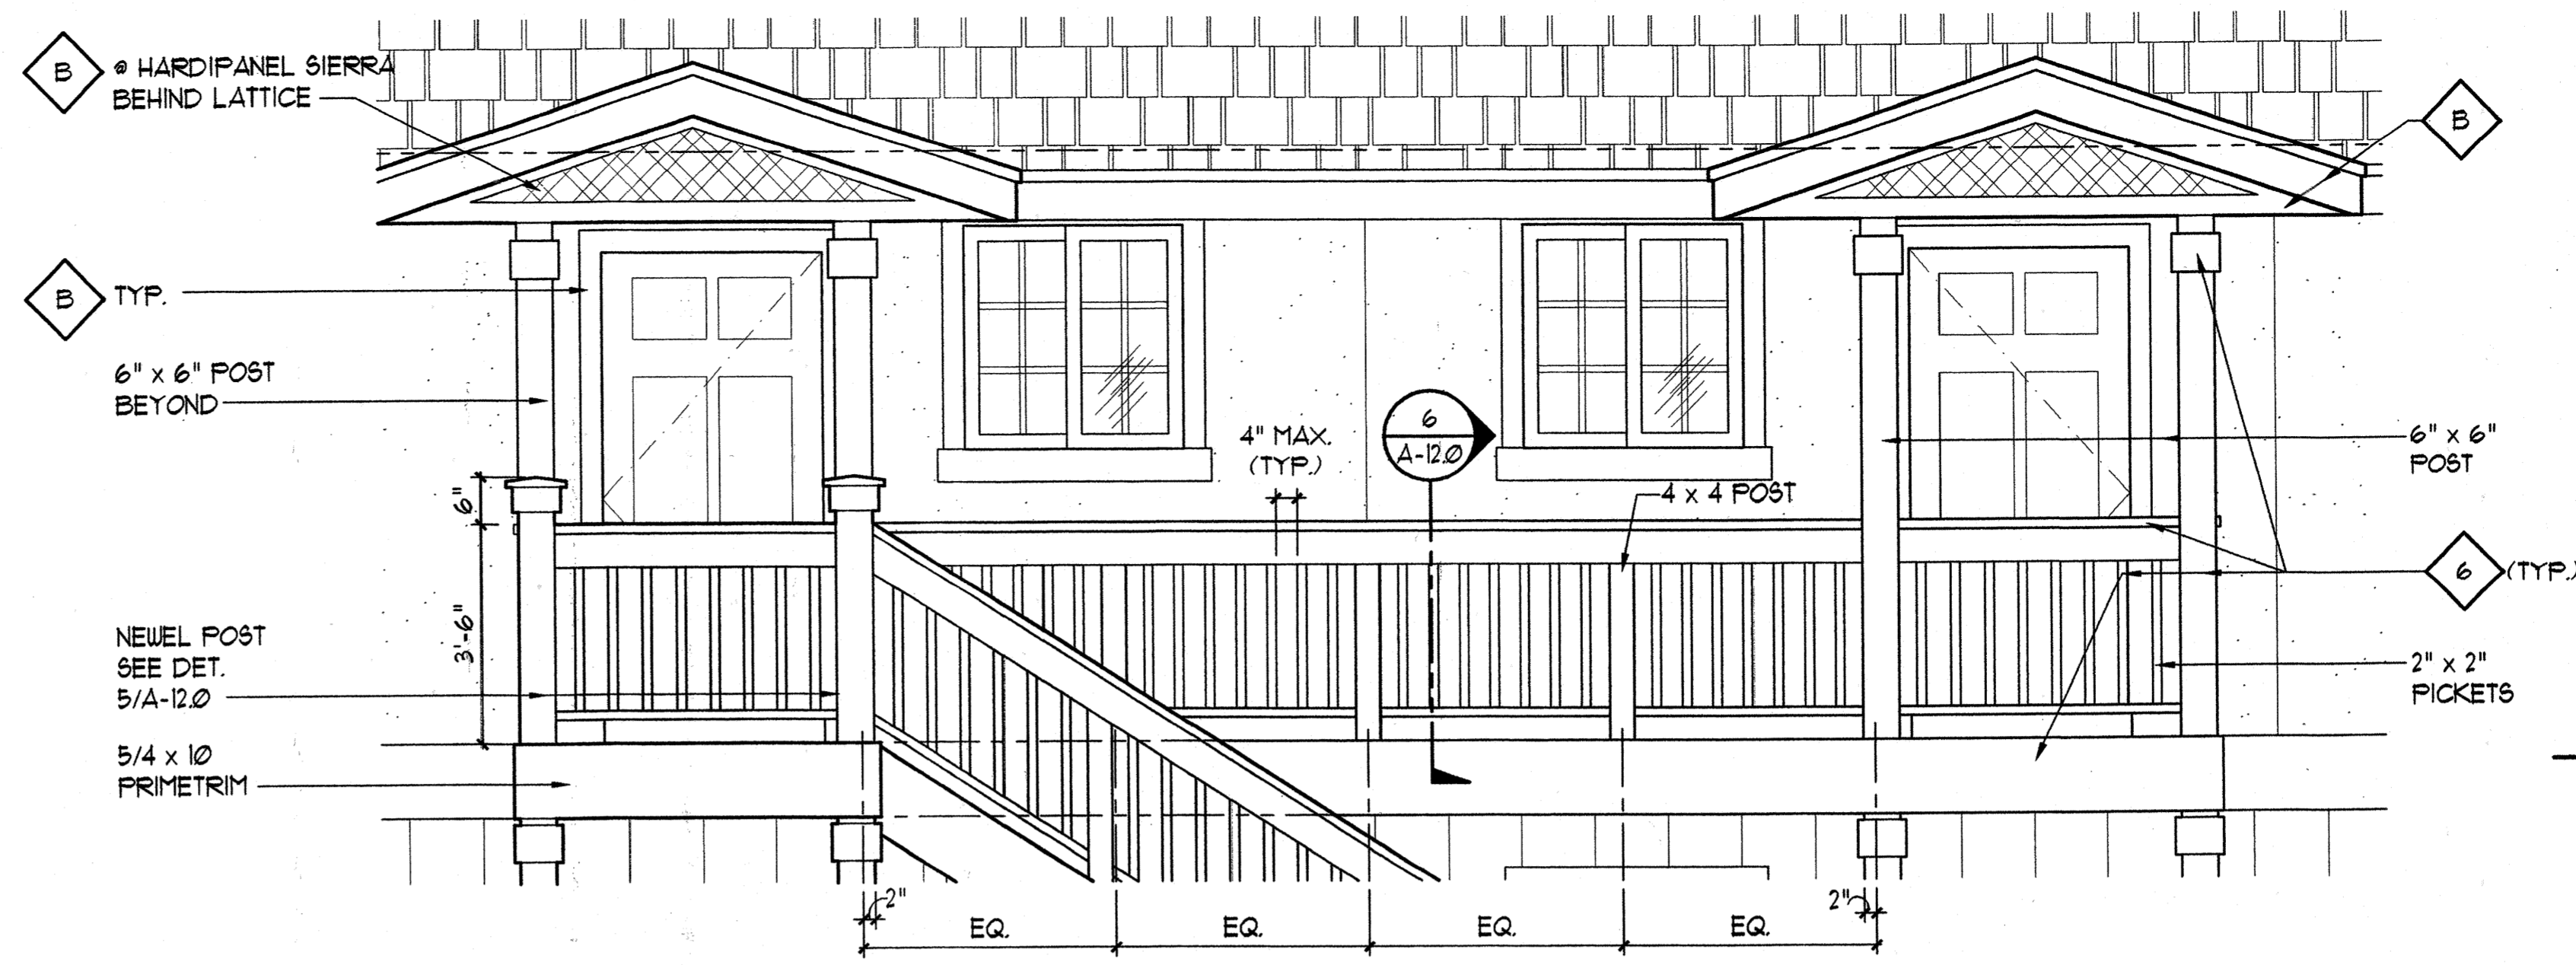 B
@ HARDIPANEL SIERRA
BEHIND LATTICE
B
B
TYP.
6" x 6" POST
BEYOND
6"
3'-6"
NEWEL POST
SEE DET.
5/A-12.0
5/4 x 10
PRIMETRIM
4" MAX.
(TYP.)
6
A-12.0
4 x 4 POST
6" x 6"
POST
6
(TYP.)
2" x 2"
PICKETS
2"
EQ.
EQ.
EQ.
EQ.
2"